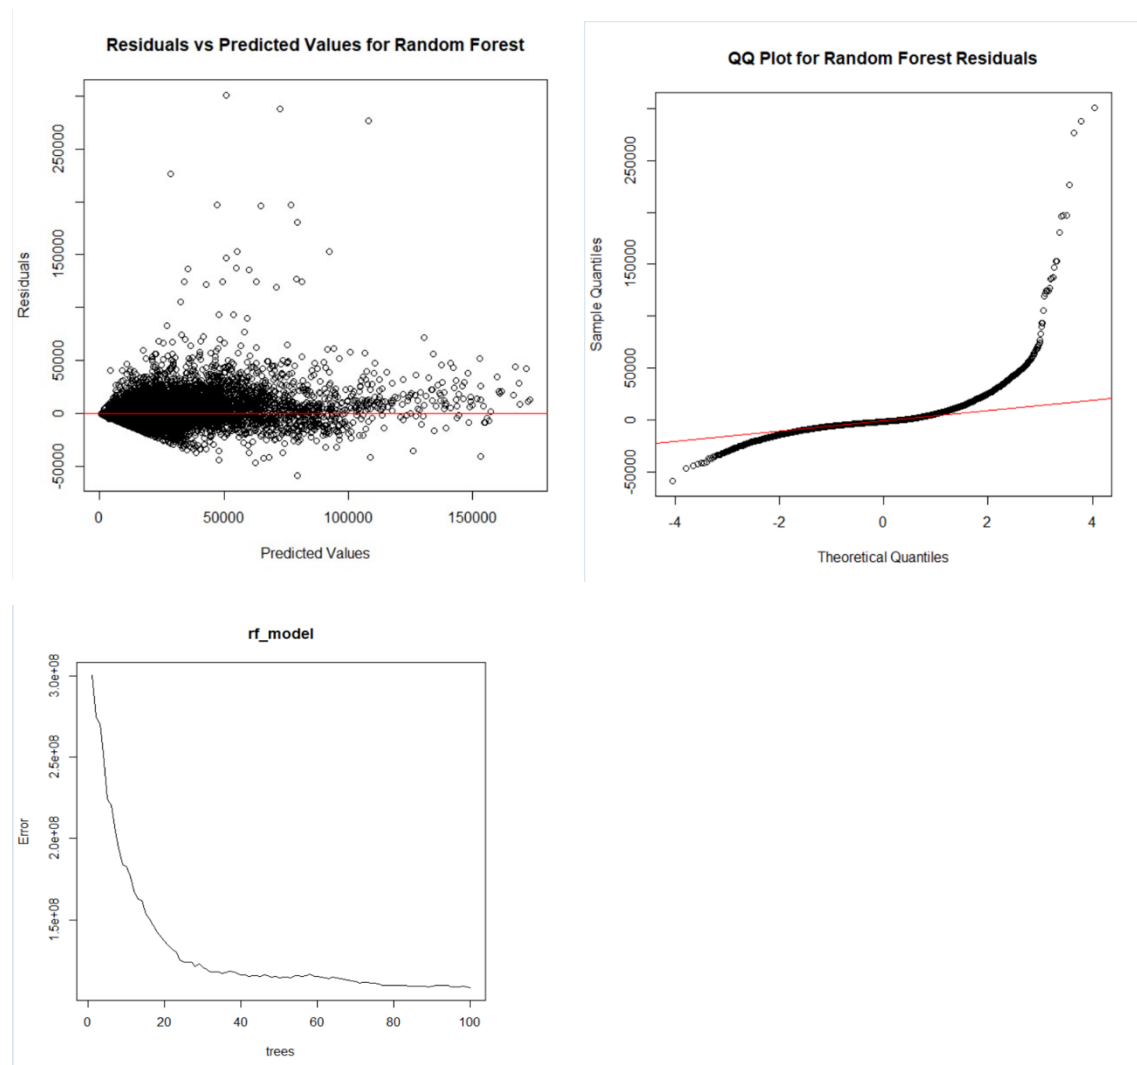 Residuals vs Predicted Values for Random Forest
Residuals
250000
150000
50000
0
-50000
0
50000
100000
150000
Predicted Values
QQ Plot for Random Forest Residuals
Sample Quantiles
250000
150000
50000
0
-50000
-4
-2
0
2
4
Theoretical Quantiles
rf_model
Error
3.0e+08
2.5e+08
2.0e+08
1.5e+08
0
20
40
60
80
100
trees